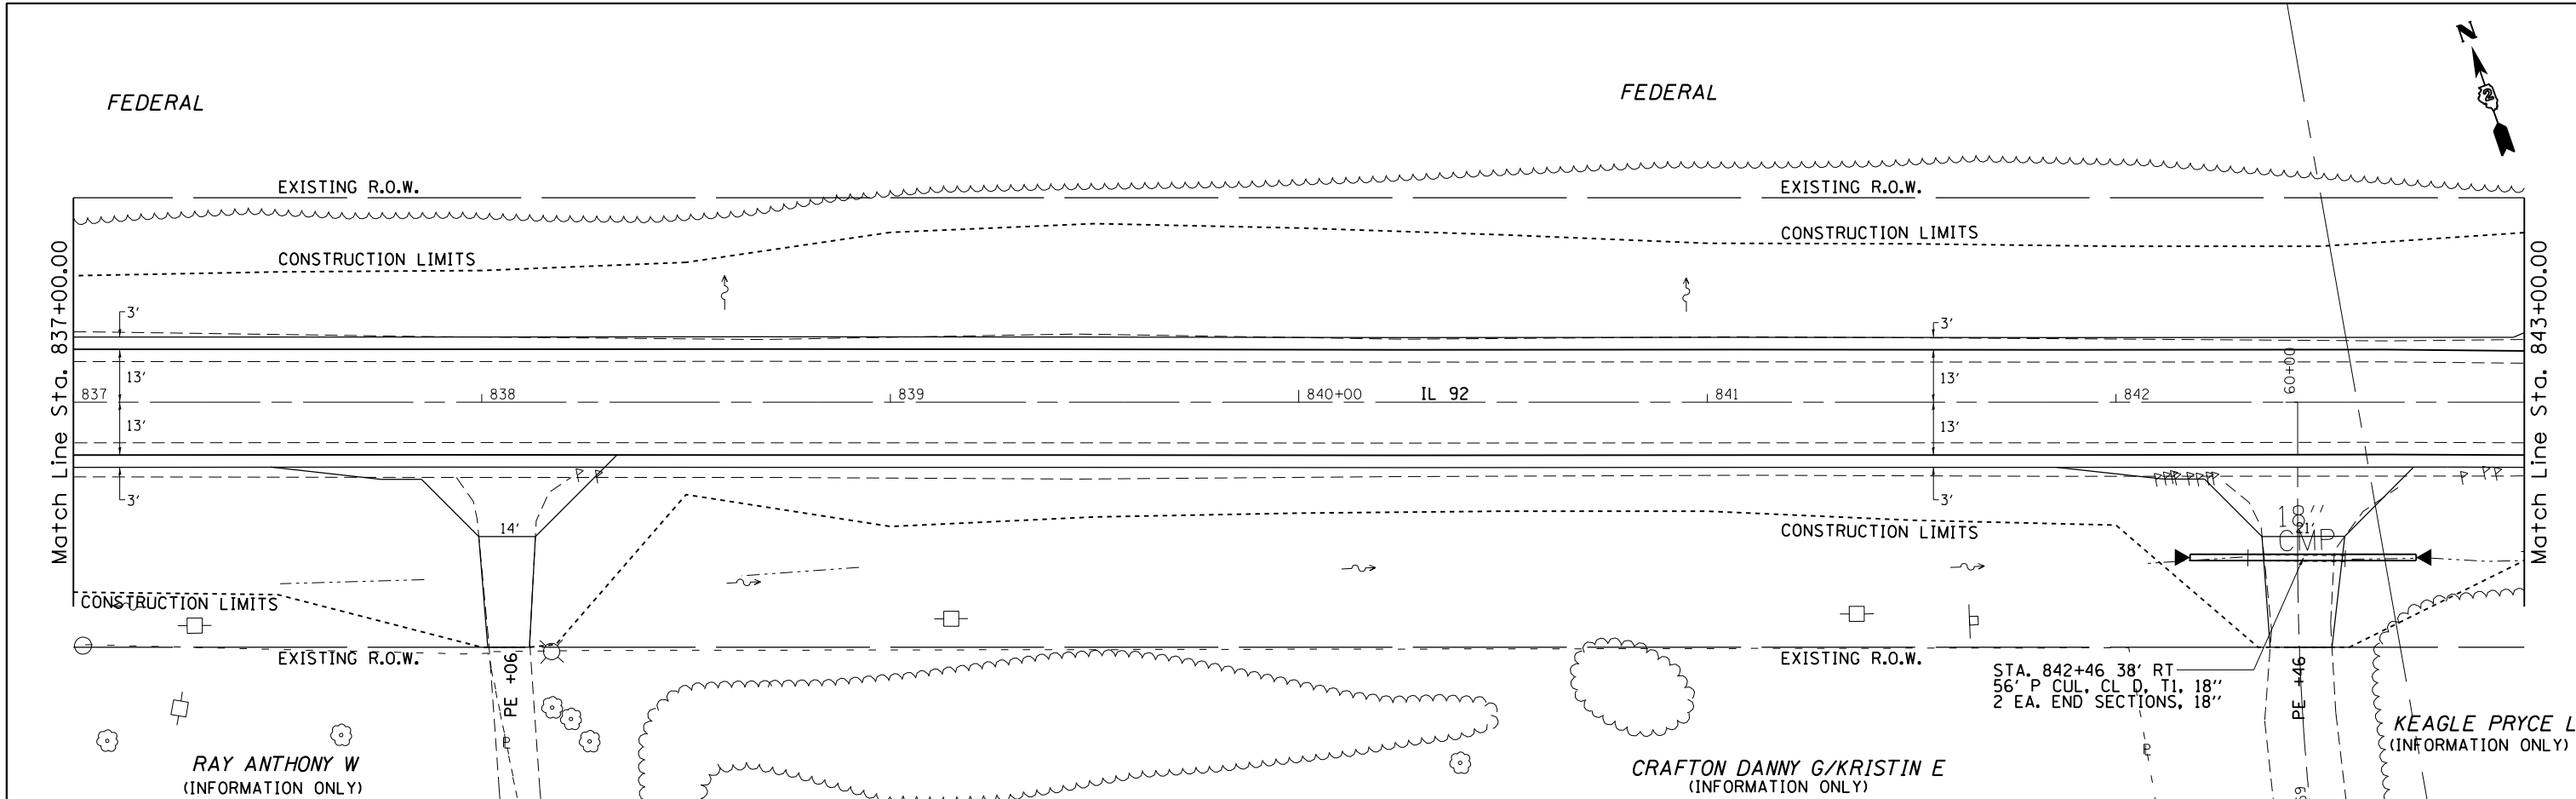 FEDERAL
FEDERAL
N
2
EXISTING R.O.W.
EXISTING R.O.W.
CONSTRUCTION LIMITS
CONSTRUCTION LIMITS
Match Line Sta. 837+00.00
Match Line Sta. 843+00.00
3'
3'
13'
13'
60+00
837
838
839
840+00
IL 92
841
842
13'
13'
3'
3'
14'
18''
21'
CMP
CONSTRUCTION LIMITS
CONSTRUCTION LIMITS
EXISTING R.O.W.
EXISTING R.O.W.
PE +06
PE +46
STA. 842+46 38' RT
56' P CUL, CL D, T1, 18''
2 EA. END SECTIONS, 18''
P
P
RAY ANTHONY W
(INFORMATION ONLY)
CRAFTON DANNY G/KRISTIN E
(INFORMATION ONLY)
KEAGLE PRYCE L
(INFORMATION ONLY)